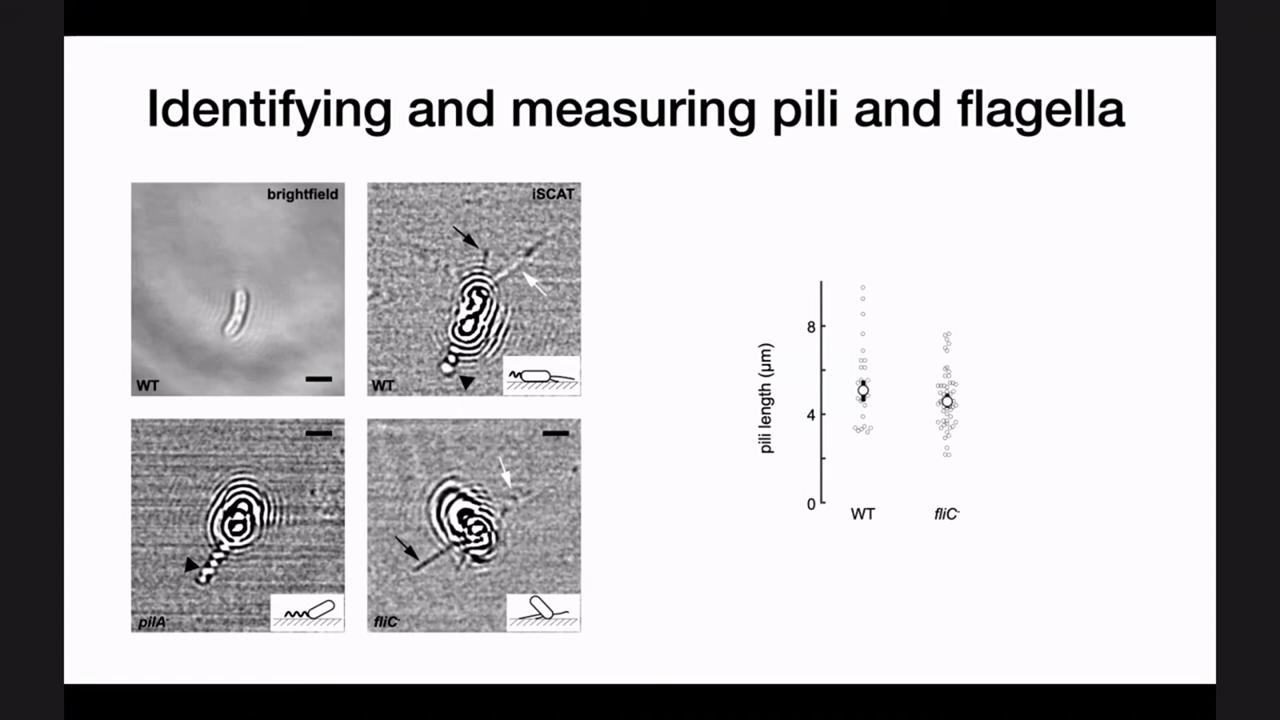 Identifying and measuring pili and flagella
brightfield
WT
iSCAT
WT
pilA-
fliC-
pili length (µm)
8
4
0
WT
fliC-